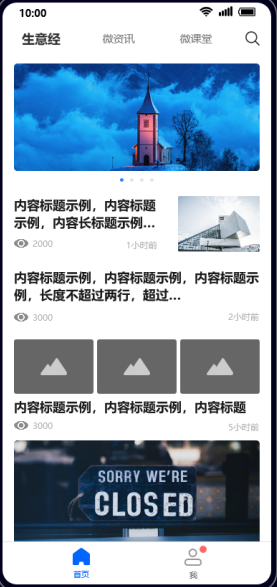 10:00
生意经 微资讯 微课堂
内容标题示例，内容标题
示例，内容长标题示例...
2000 1小时前
内容标题示例，内容标题示例，内容标题示
例，长度不超过两行，超过...
3000 2小时前
内容标题示例，内容标题示例，内容标题
3000 5小时前
SORRY WE'RE
CLOSED
首页 我